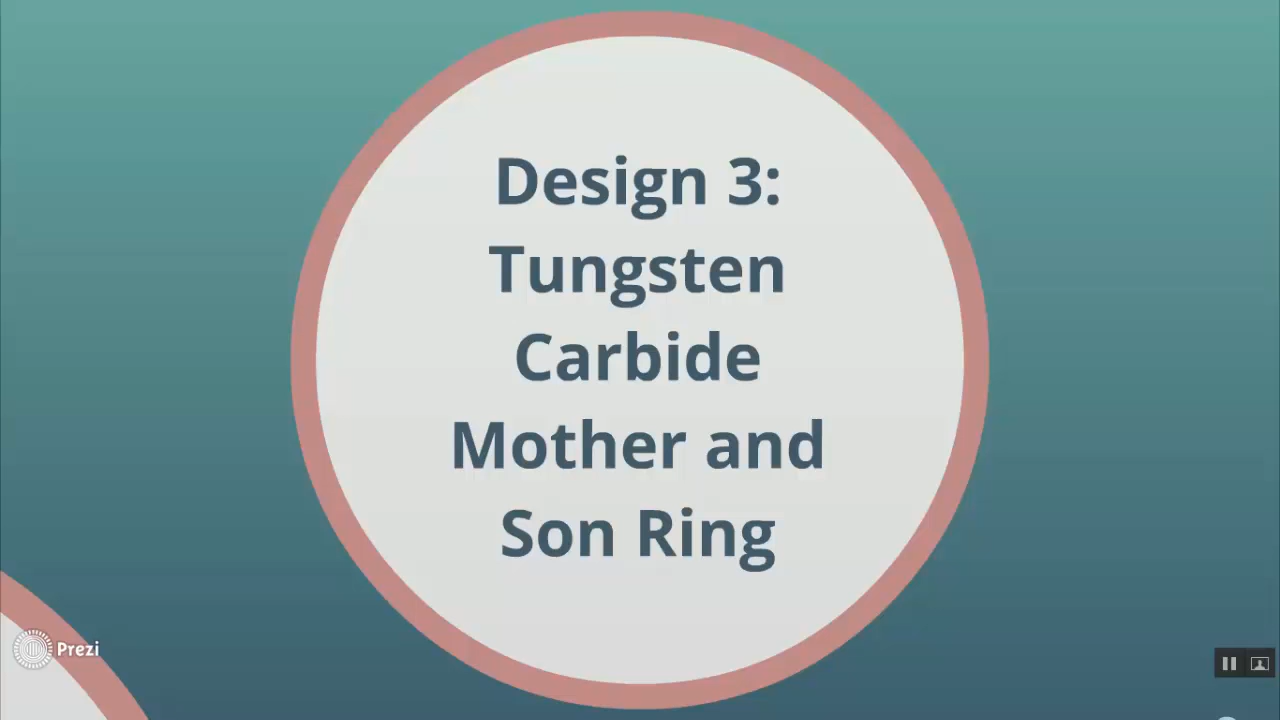 Design 3:
Tungsten
Carbide
Mother and
Son Ring
Prezi